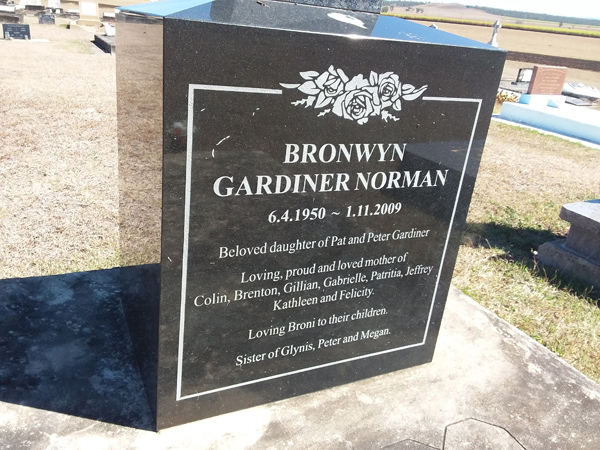 BRONWYN
GARDINER NORMAN
6.4.1950 ~ 1.11.2009
Beloved daughter of Pat and Peter Gardiner
Loving, proud and loved mother of
Colin, Brenton, Gillian, Gabrielle, Patritia, Jeffrey
Kathleen and Felicity.
Loving Broni to their children.
Sister of Glynis, Peter and Megan.